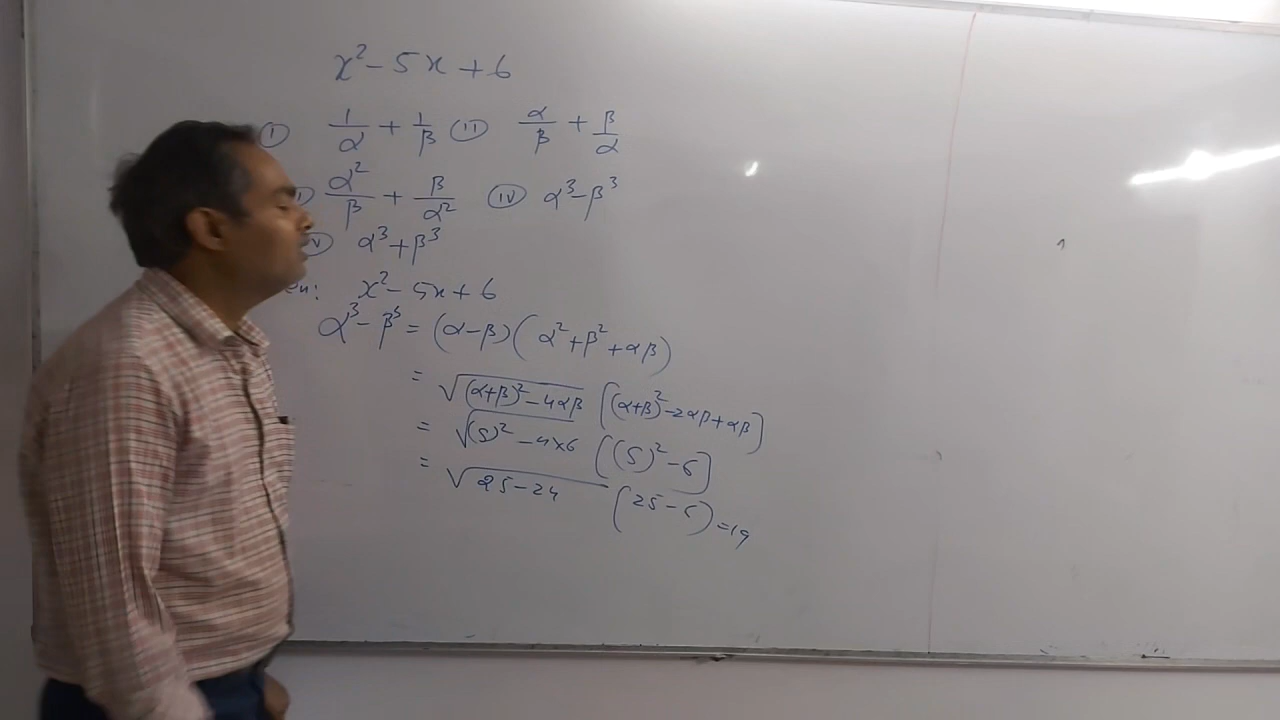 x² - 5x + 6
(I) 1/α + 1/β (II) α/β + β/α
α²/β + β/α² (IV) α³ - β³
(V) α³ + β³
x² - 5x + 6
α³ - β³ = (α - β)(α² + β² + αβ)
= √((α+β)² - 4αβ) [(α+β)² - 2αβ + αβ]
= √((5)² - 4×6) [(5)² - 6]
= √(25 - 24) (25 - 6) = 19